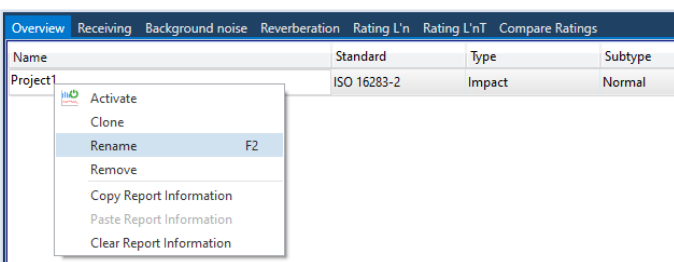 Overview Receiving Background noise Reverberation Rating L'n Rating L'nT Compare Ratings
Name Standard Type Subtype
Project1 ISO 16283-2 Impact Normal
Activate
Clone
Rename F2
Remove
Copy Report Information
Paste Report Information
Clear Report Information